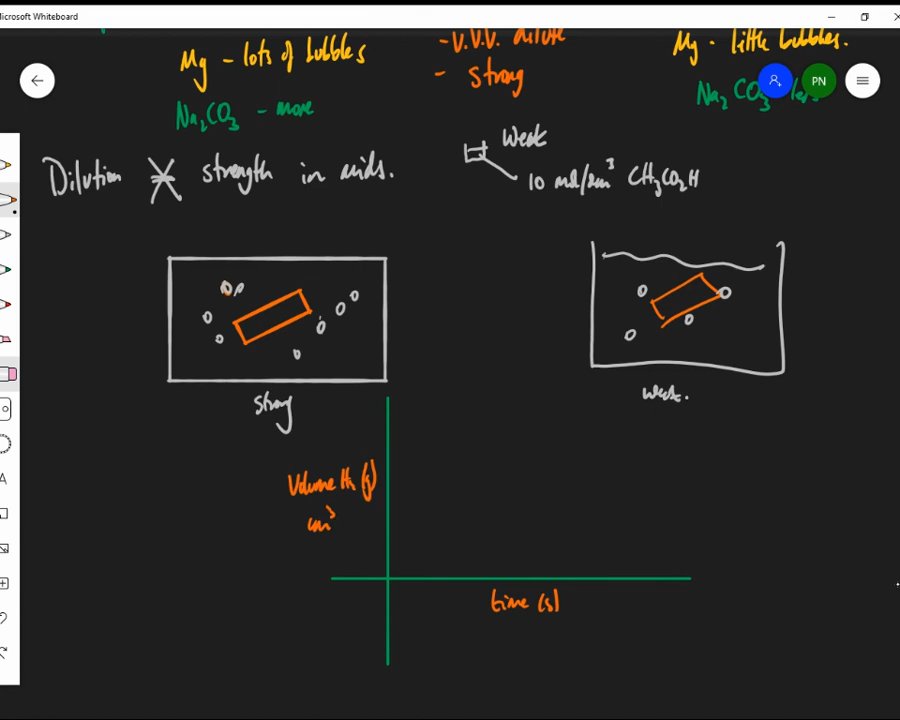 Microsoft Whiteboard
Mg - lots of bubbles
Na₂CO₃ - more
-V.V.V. dilute
- strong
Mg - little bubbles.
Na₂CO₃ less
PN
Dilution strength in acids.
Weak
10 mol/dm³ CH₃CO₂H
strong
weak.
Volume H₂ (g)
cm³
time (s)